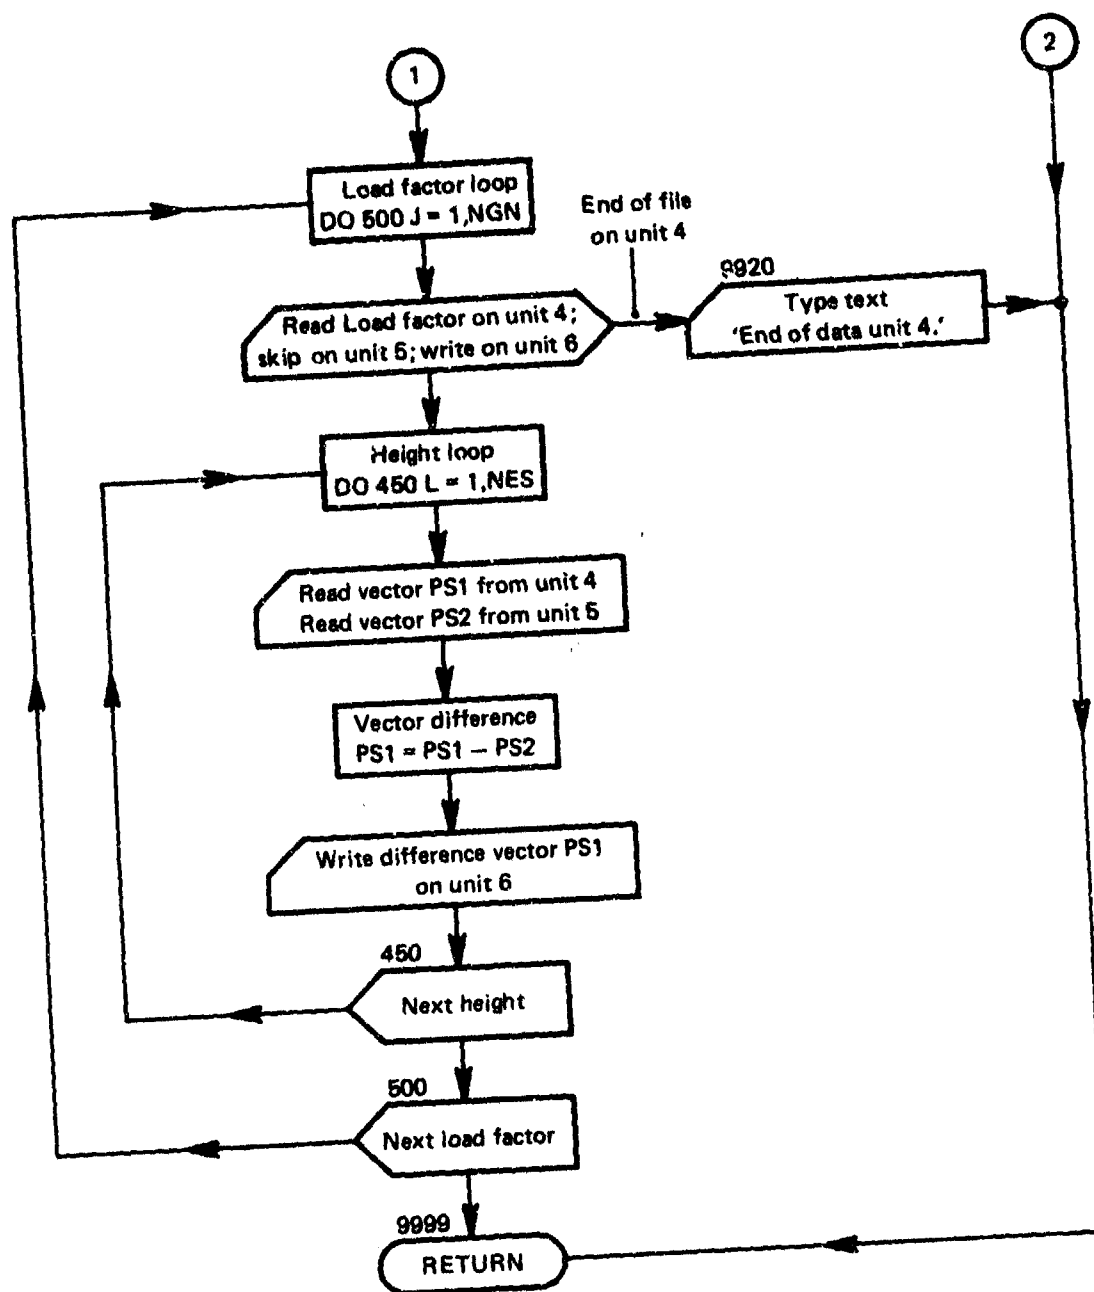 1
2
Load factor loop
DO 500 J = 1,NGN
End of file
on unit 4
Read Load factor on unit 4;
skip on unit 5; write on unit 6
9920
Type text
'End of data unit 4.'
Height loop
DO 450 L = 1,NES
Read vector PS1 from unit 4
Read vector PS2 from unit 5
Vector difference
PS1 = PS1 − PS2
Write difference vector PS1
on unit 6
450
Next height
500
Next load factor
9999
RETURN